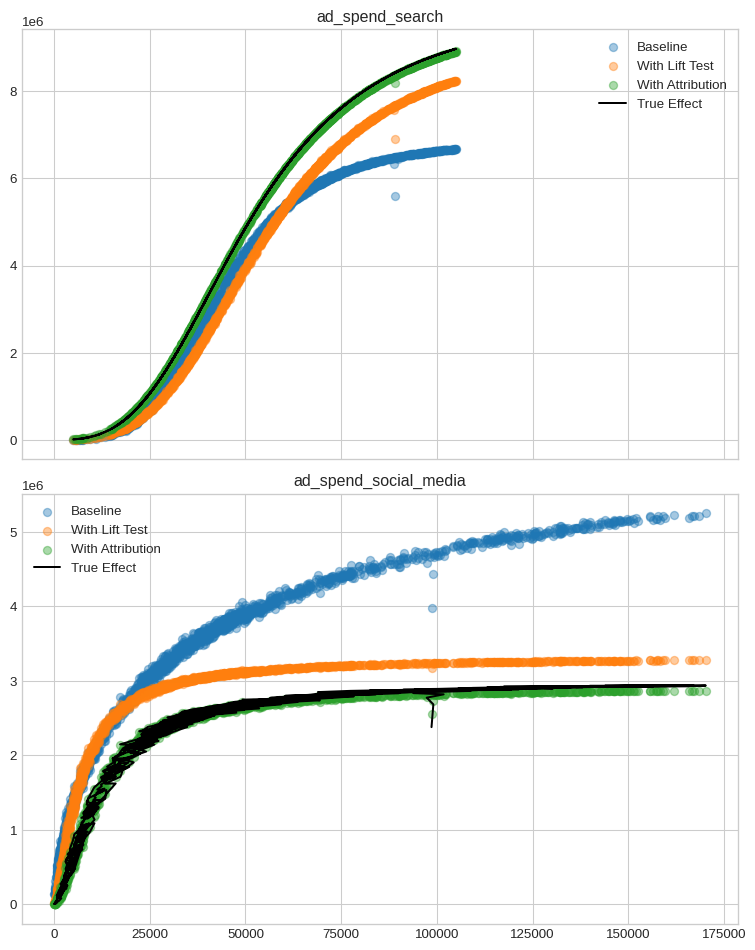 ad_spend_search
1e6
Baseline
With Lift Test
With Attribution
True Effect
8
6
4
2
0
ad_spend_social_media
1e6
Baseline
With Lift Test
With Attribution
True Effect
5
4
3
2
1
0
0 25000 50000 75000 100000 125000 150000 175000